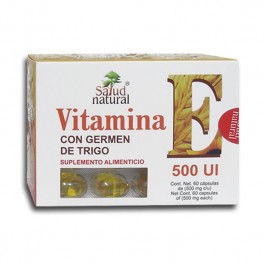 Salud
natural
Vitamina E
CON GERMEN
DE TRIGO
SUPLEMENTO ALIMENTICIO
500 UI
Cont. Net. 60 cápsulas
de (500 mg c/u)
Net Cont. 60 capsules
of (500 mg each)
natural